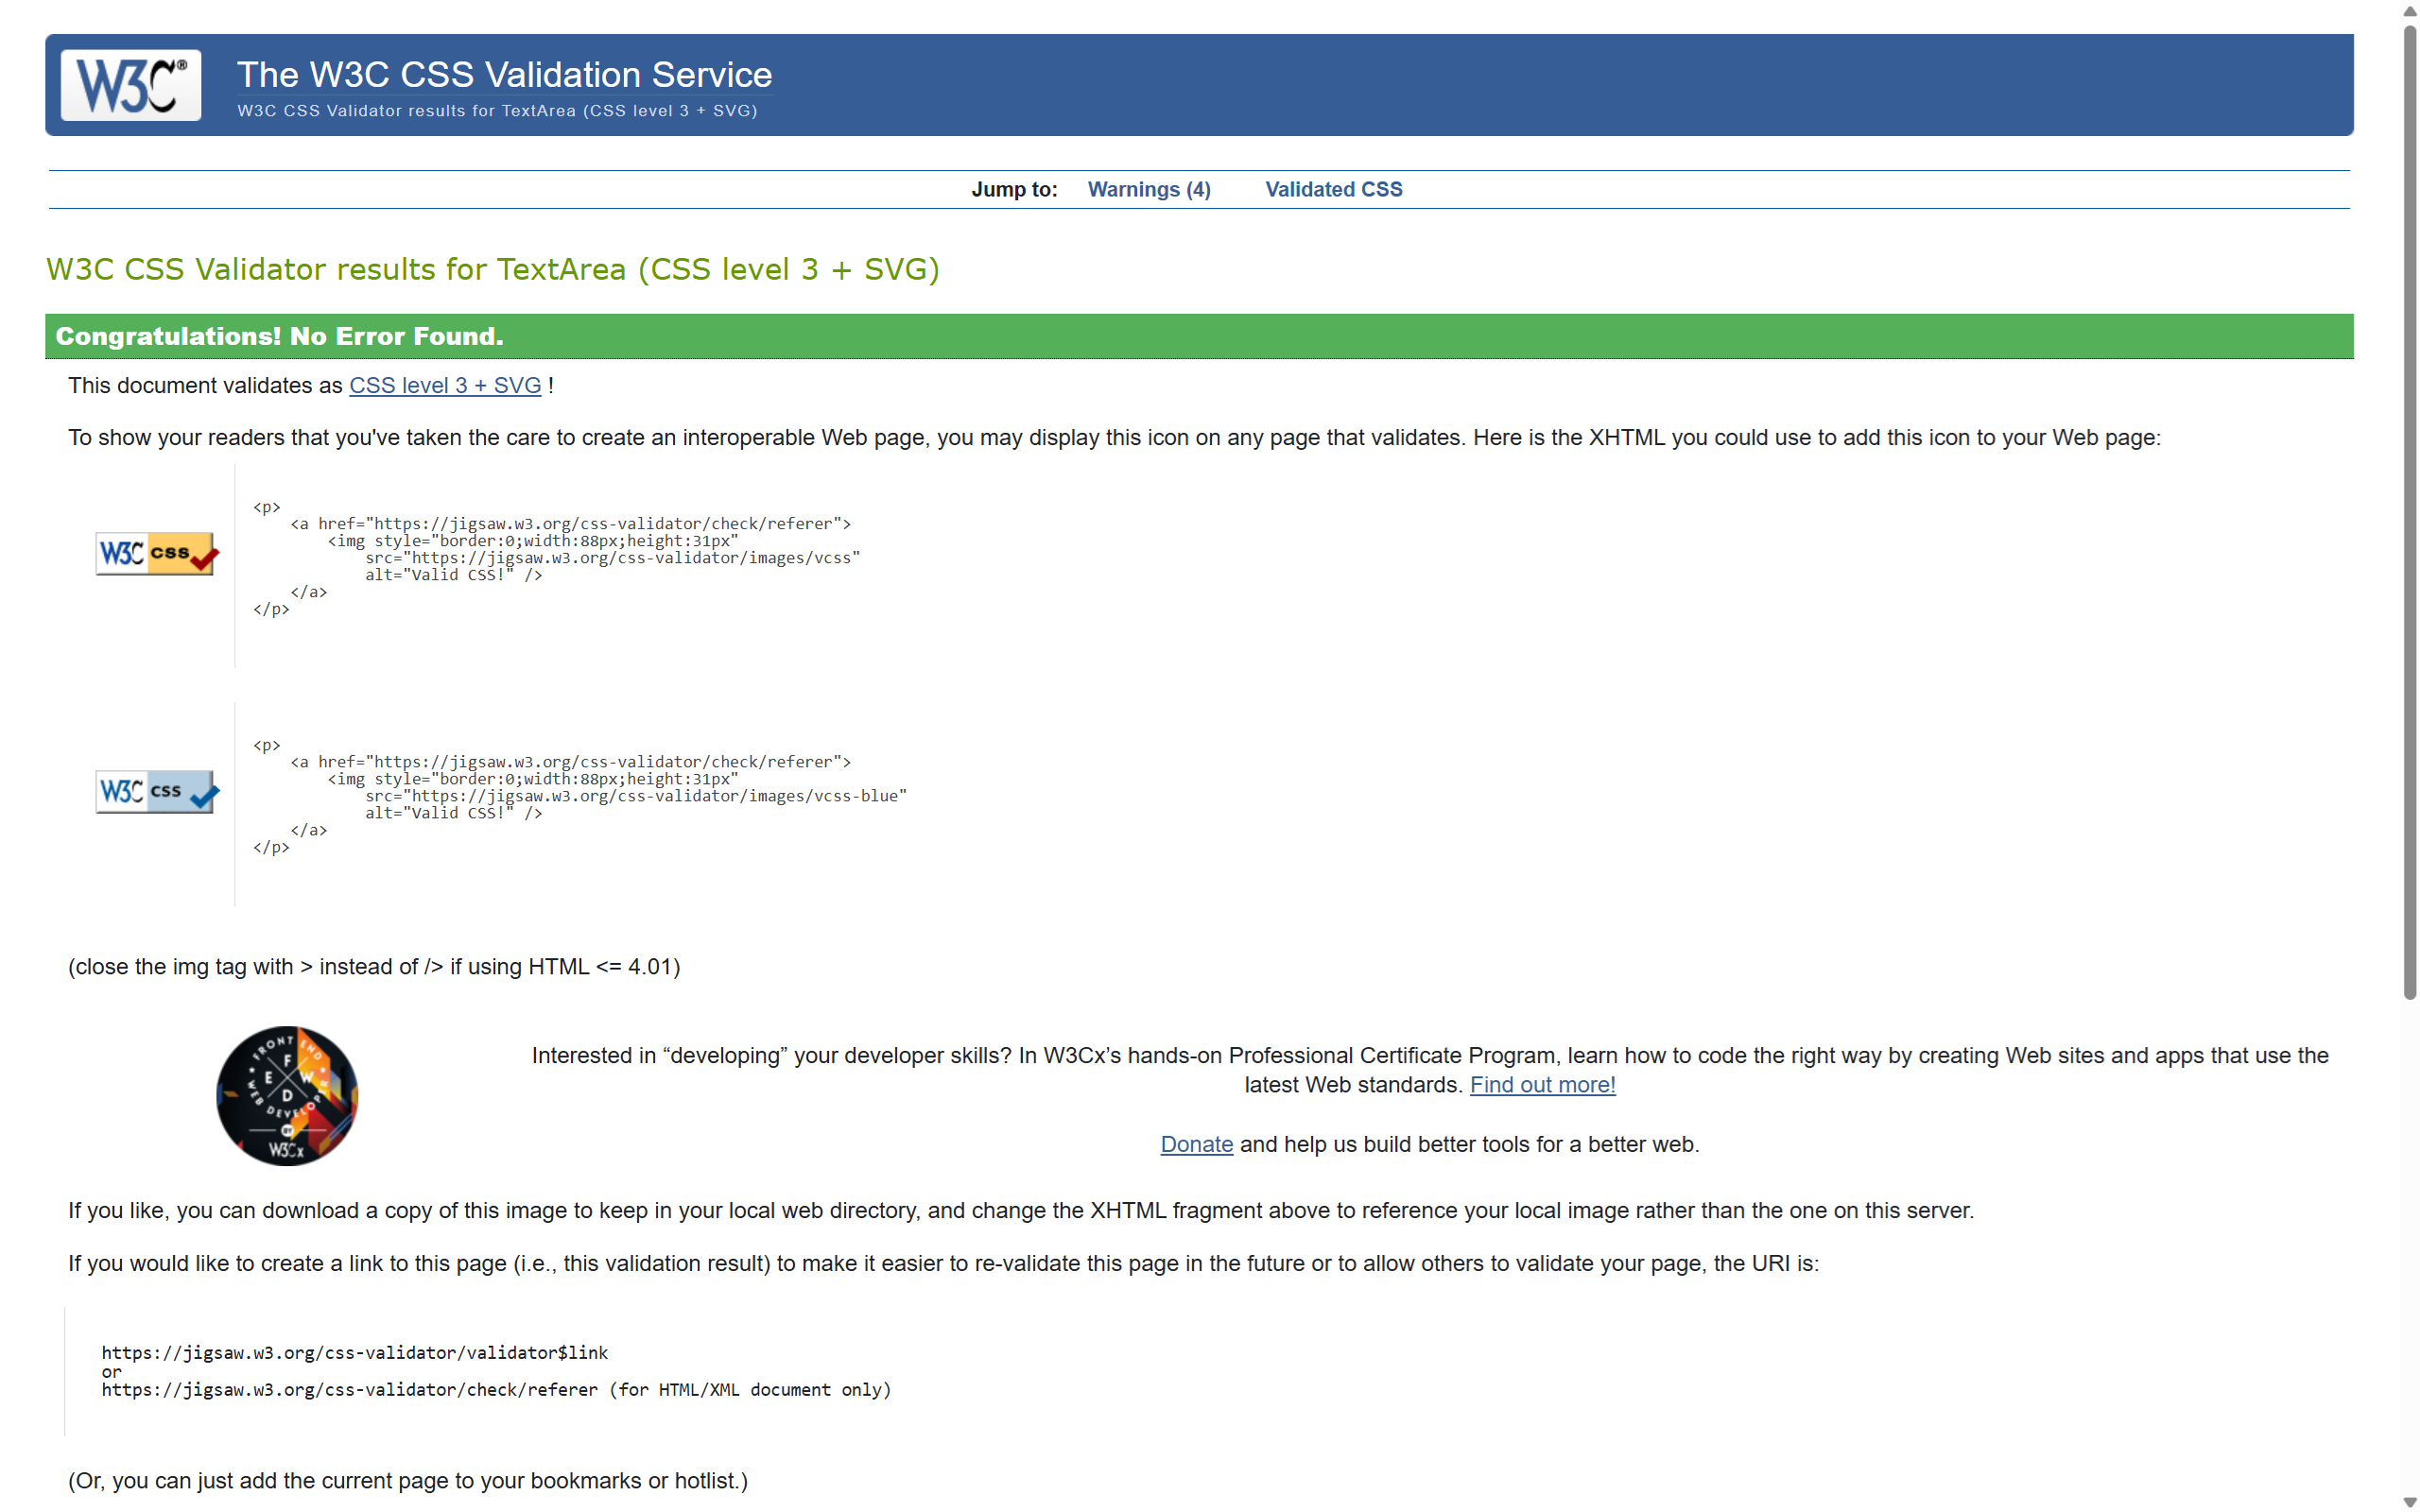 W3C®
The W3C CSS Validation Service
W3C CSS Validator results for TextArea (CSS level 3 + SVG)
Jump to: Warnings (4) Validated CSS
W3C CSS Validator results for TextArea (CSS level 3 + SVG)
Congratulations! No Error Found.
This document validates as CSS level 3 + SVG !
To show your readers that you've taken the care to create an interoperable Web page, you may display this icon on any page that validates. Here is the XHTML you could use to add this icon to your Web page:
W3C css
<p>
    <a href="https://jigsaw.w3.org/css-validator/check/referer">
        <img style="border:0;width:88px;height:31px"
            src="https://jigsaw.w3.org/css-validator/images/vcss"
            alt="Valid CSS!" />
    </a>
</p>
W3C css
<p>
    <a href="https://jigsaw.w3.org/css-validator/check/referer">
        <img style="border:0;width:88px;height:31px"
            src="https://jigsaw.w3.org/css-validator/images/vcss-blue"
            alt="Valid CSS!" />
    </a>
</p>
(close the img tag with > instead of /> if using HTML <= 4.01)
FRONT END
F
E W
D
WEB DEVELOPER
BY
W3Cx
Interested in “developing” your developer skills? In W3Cx’s hands-on Professional Certificate Program, learn how to code the right way by creating Web sites and apps that use the
latest Web standards. Find out more!
Donate and help us build better tools for a better web.
If you like, you can download a copy of this image to keep in your local web directory, and change the XHTML fragment above to reference your local image rather than the one on this server.
If you would like to create a link to this page (i.e., this validation result) to make it easier to re-validate this page in the future or to allow others to validate your page, the URI is:
https://jigsaw.w3.org/css-validator/validator$link
or
https://jigsaw.w3.org/css-validator/check/referer (for HTML/XML document only)
(Or, you can just add the current page to your bookmarks or hotlist.)